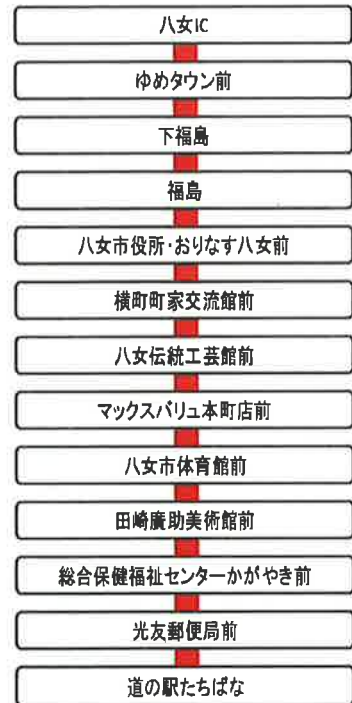 八女IC
ゆめタウン前
下福島
福島
八女市役所・おりなす八女前
横町町家交流館前
八女伝統工芸館前
マックスバリュ本町店前
八女市体育館前
田崎廣助美術館前
総合保健福祉センターかがやき前
光友郵便局前
道の駅たちばな